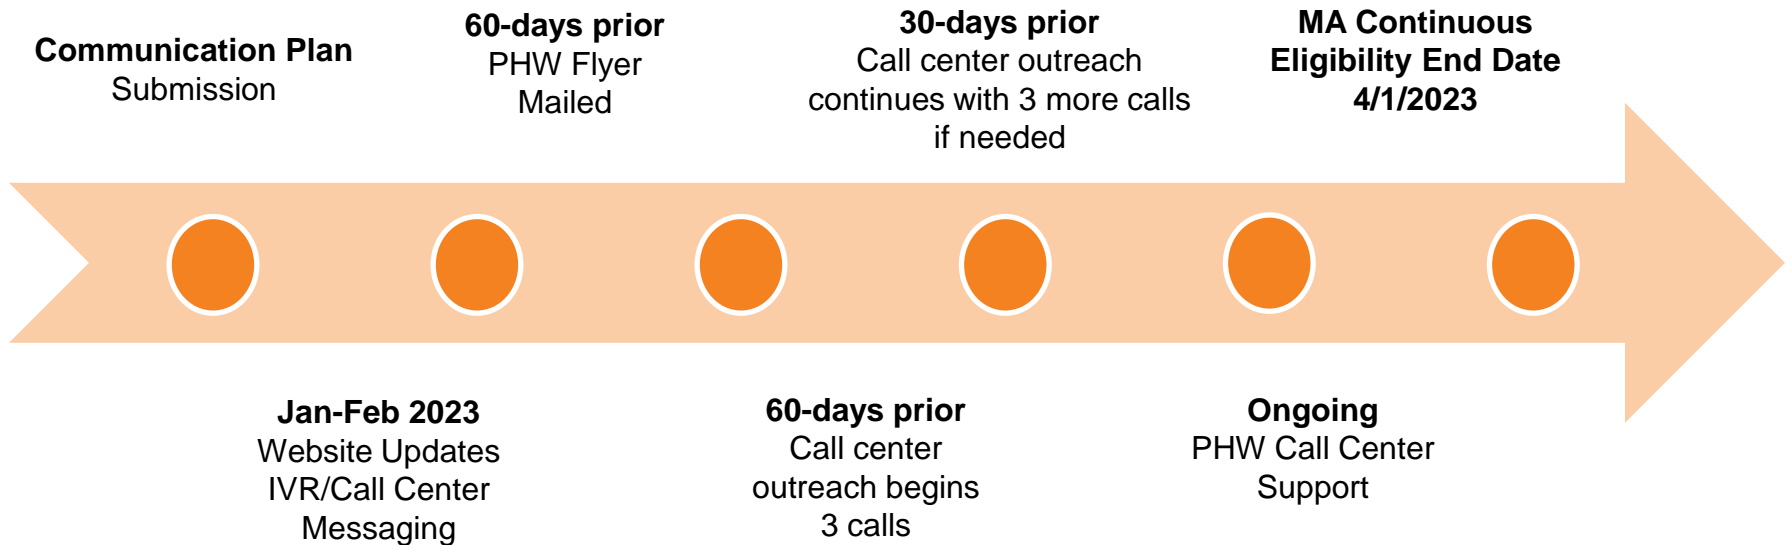 Communication Plan
Submission
60-days prior
PHW Flyer
Mailed
30-days prior
Call center outreach
continues with 3 more calls
if needed
MA Continuous
Eligibility End Date
4/1/2023
Jan-Feb 2023
Website Updates
IVR/Call Center
Messaging
60-days prior
Call center
outreach begins
3 calls
Ongoing
PHW Call Center
Support